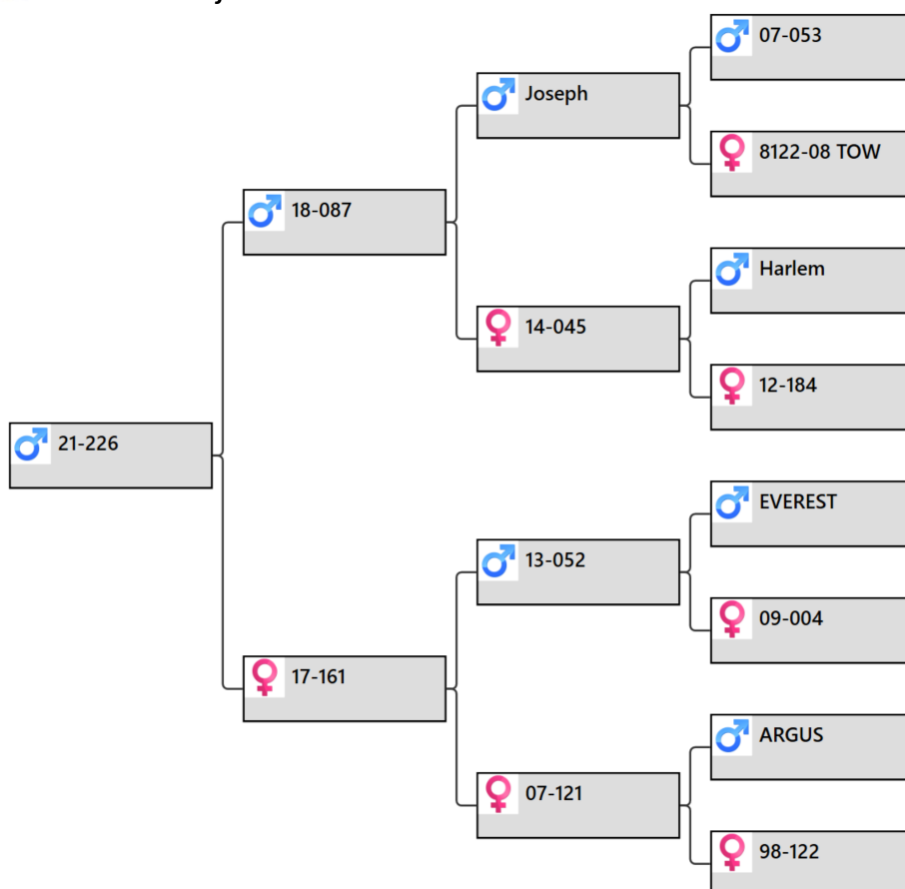 07-053
Joseph
8122-08 TOW
18-087
Harlem
14-045
12-184
21-226
EVEREST
13-052
09-004
17-161
ARGUS
07-121
98-122